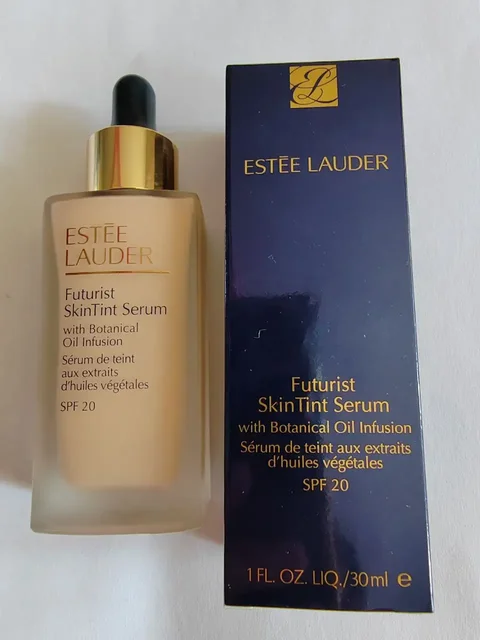 ESTĒE
LAUDER
Futurist
SkinTint Serum
with Botanical
Oil Infusion
Sérum de teint
aux extraits
d'huiles végétales
SPF 20
EL
ESTĒE LAUDER
Futurist
SkinTint Serum
with Botanical Oil Infusion
Sérum de teint aux extraits
d'huiles végétales
SPF 20
1 FL. OZ. LIQ./30ml e